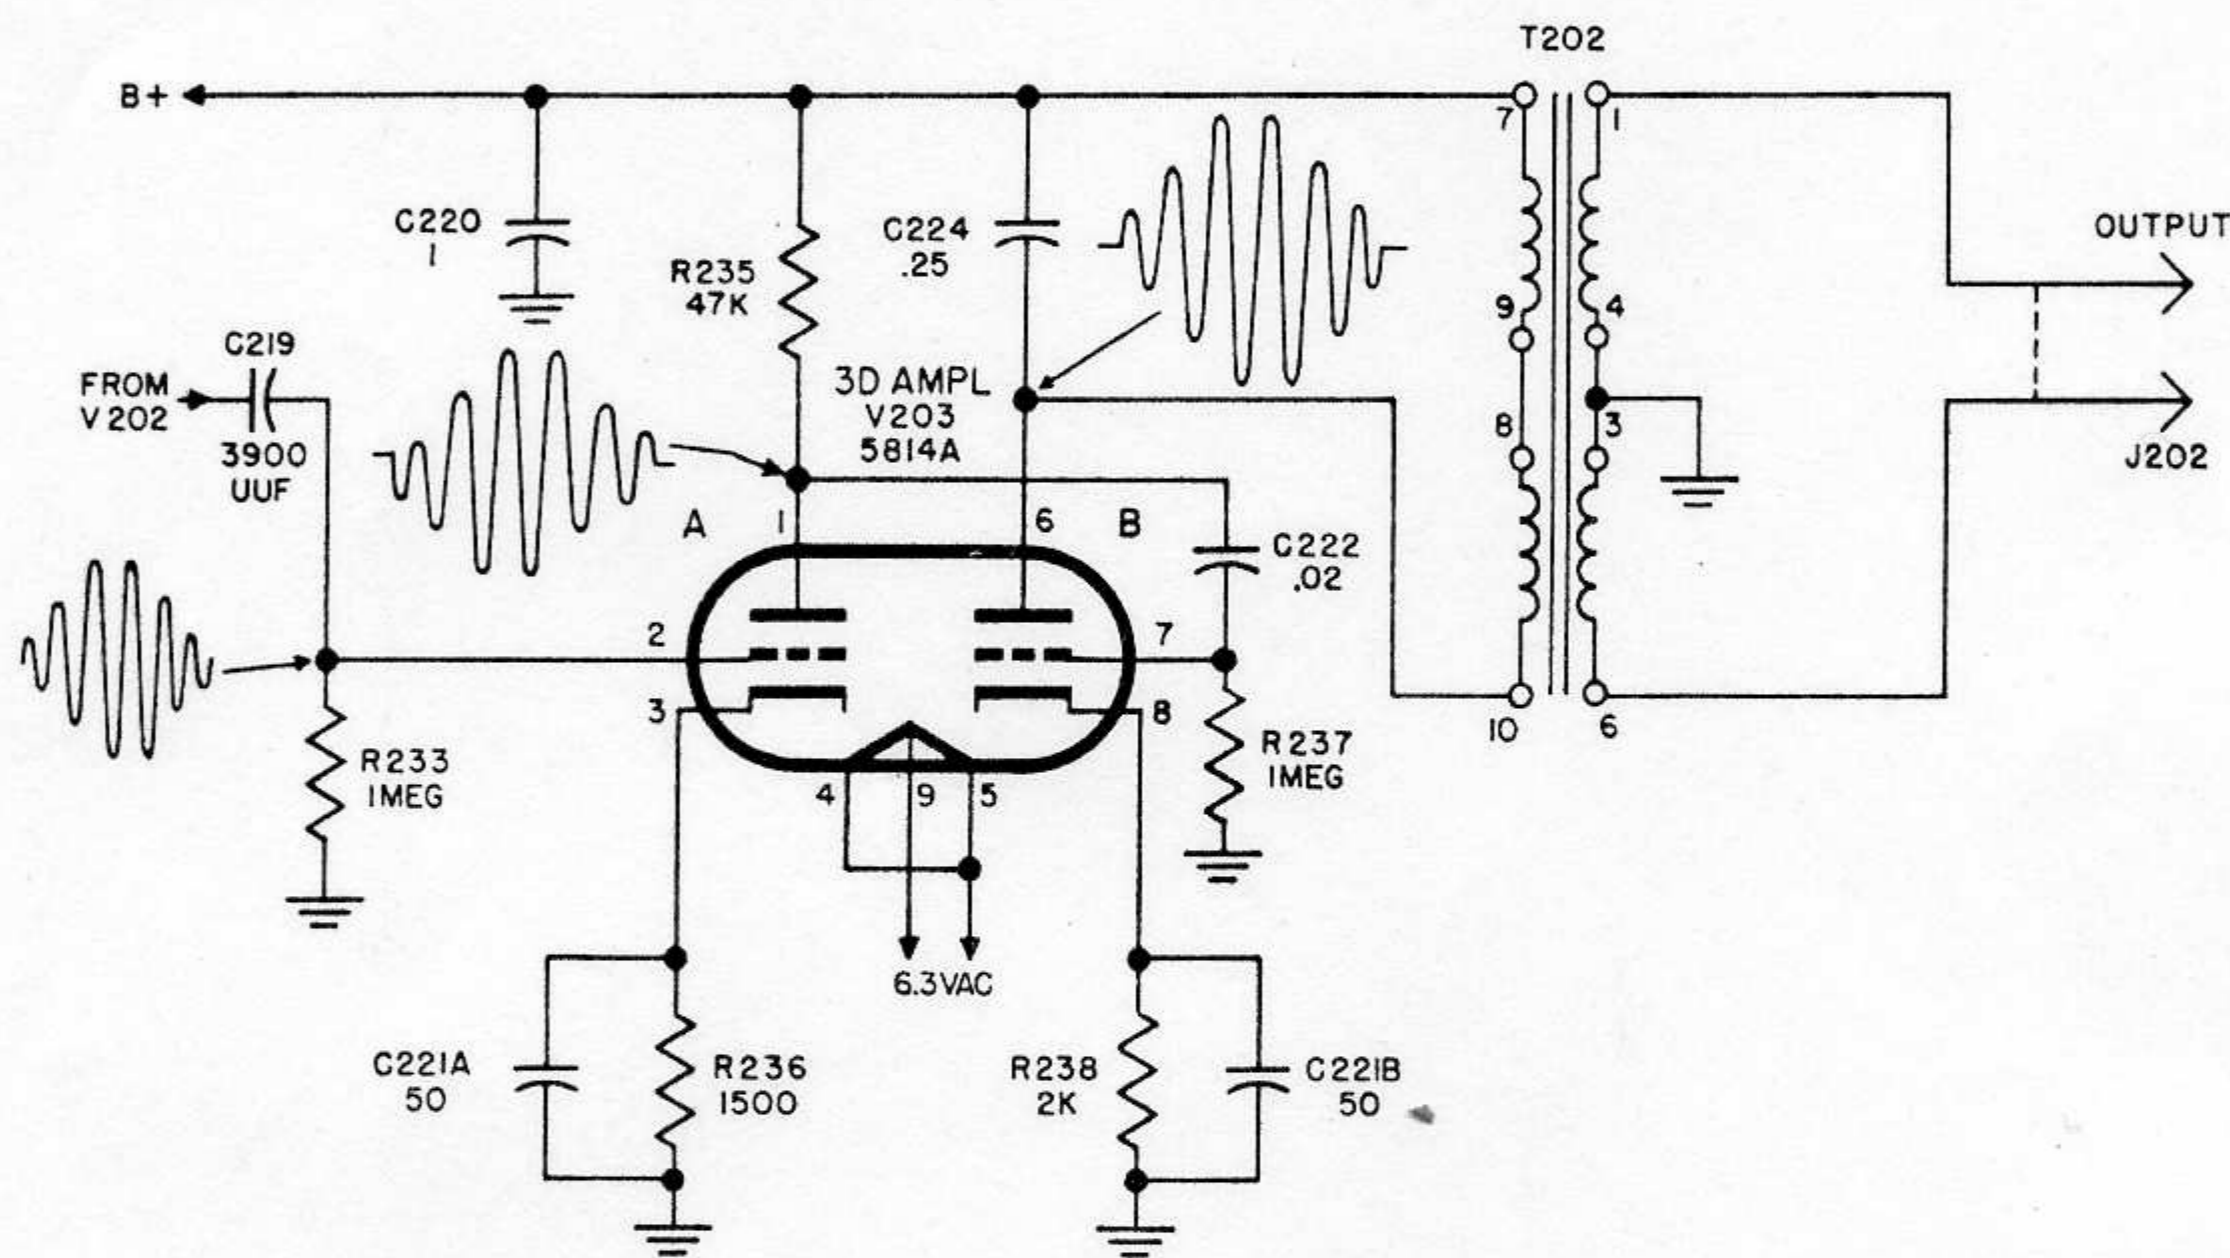 T202
B+
7
1
C220
1
R235
47K
C224
.25
OUTPUT
9
4
C219
FROM
V202
3900
UUF
3D AMPL
V203
5814A
8
3
J202
A
1
6
B
C222
.02
2
7
3
8
10
6
R233
1MEG
R237
1MEG
4
9
5
6.3VAC
C221A
50
R236
1500
R238
2K
C221B
50